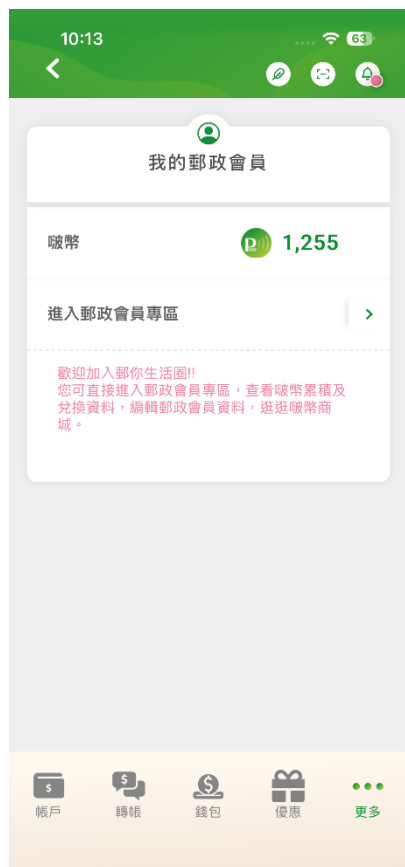 10:13
63
我的郵政會員
啵幣
1,255
進入郵政會員專區
歡迎加入郵你生活圈!!
您可直接進入郵政會員專區，查看啵幣累積及
兌換資料，編輯郵政會員資料，逛逛啵幣商
城。
帳戶
轉帳
錢包
優惠
更多